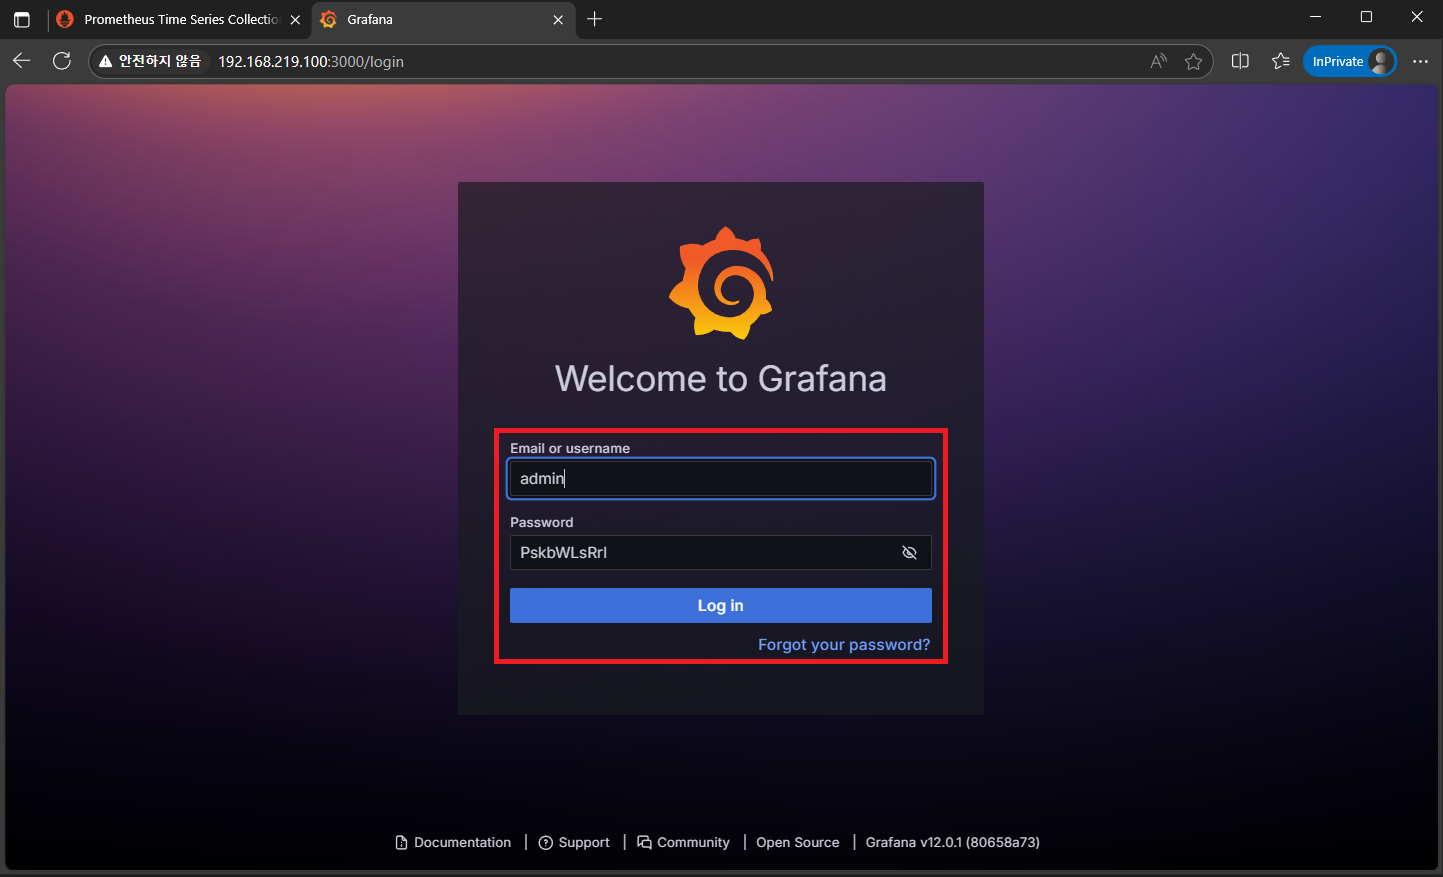 Prometheus Time Series Collectio
Grafana
안전하지 않음 192.168.219.100:3000/login
InPrivate
Welcome to Grafana
Email or username
admin
Password
PskbWLsRrI
Log in
Forgot your password?
Documentation | Support | Community | Open Source | Grafana v12.0.1 (80658a73)